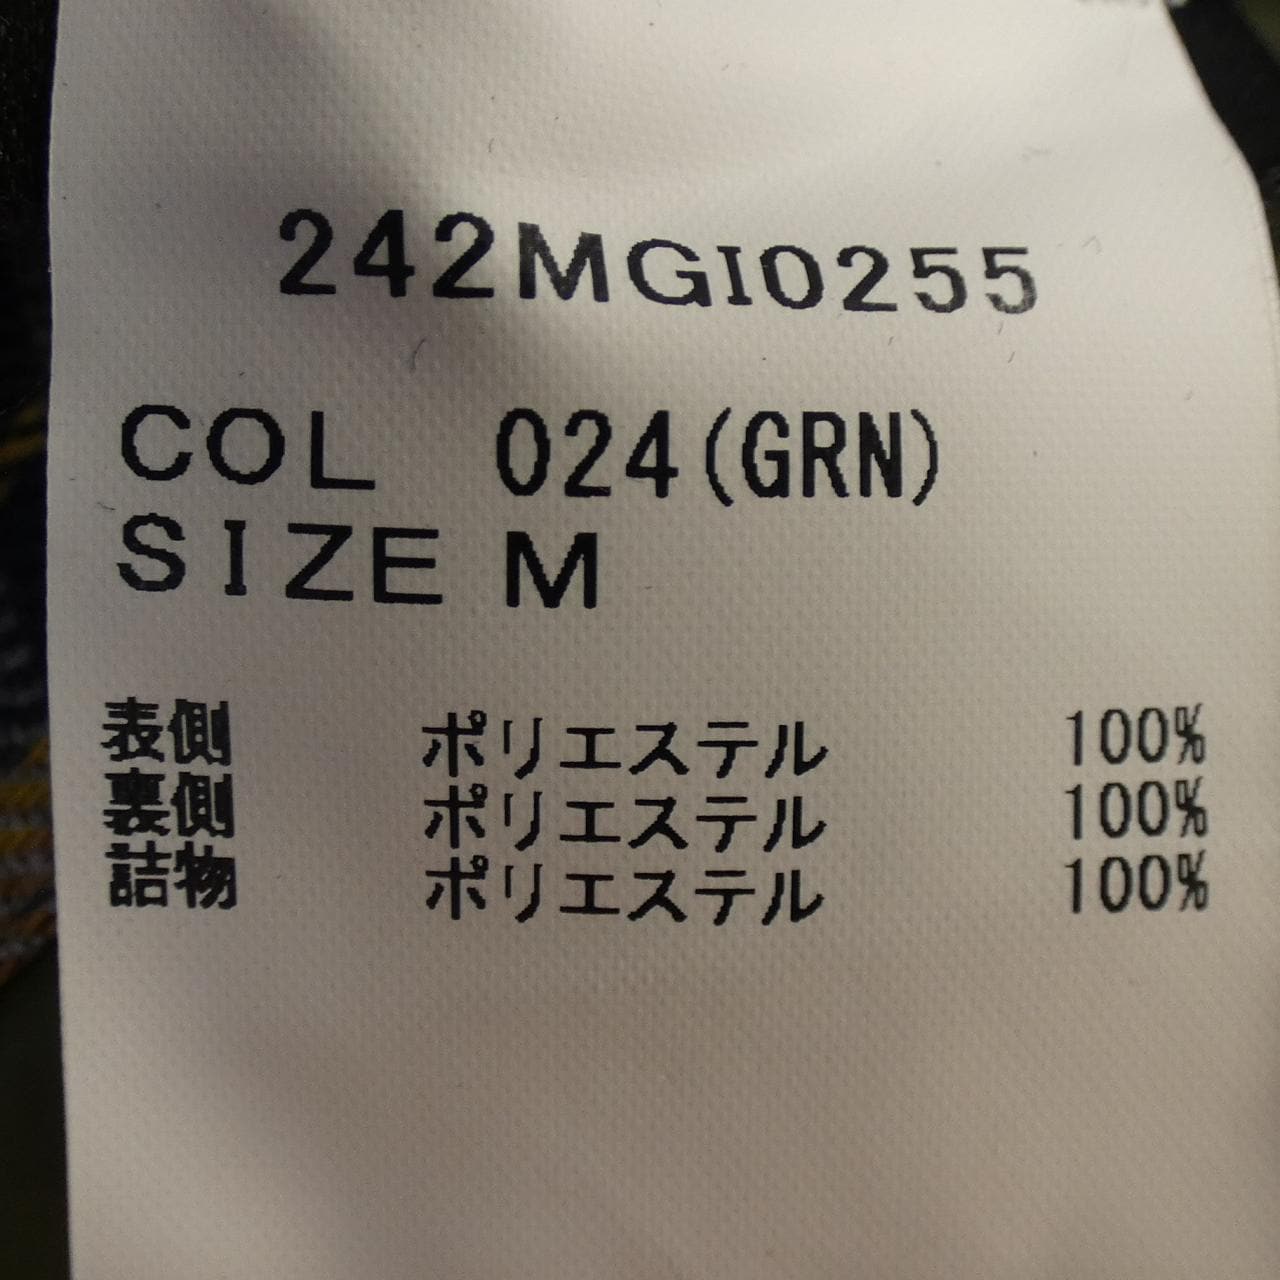 242MGI0255
COL 024(GRN)
SIZE M
表側 ポリエステル 100%
裏側 ポリエステル 100%
詰物 ポリエステル 100%